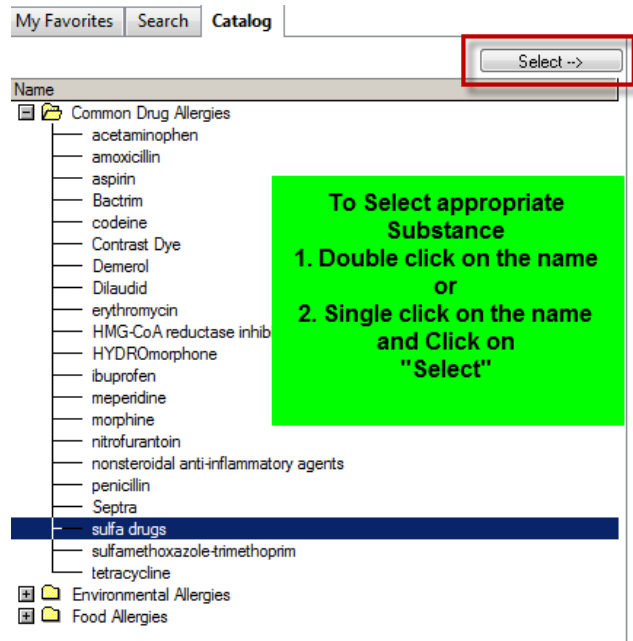 My Favorites Search Catalog
Select -->
Name
Common Drug Allergies
acetaminophen
amoxicillin
aspirin
Bactrim
codeine
Contrast Dye
Demerol
Dilaudid
erythromycin
HMG-CoA reductase inhib
HYDROmorphone
ibuprofen
meperidine
morphine
nitrofurantoin
nonsteroidal anti-inflammatory agents
penicillin
Septra
sulfa drugs
sulfamethoxazole-trimethoprim
tetracycline
Environmental Allergies
Food Allergies
To Select appropriate
Substance
1. Double click on the name
or
2. Single click on the name
and Click on
"Select"